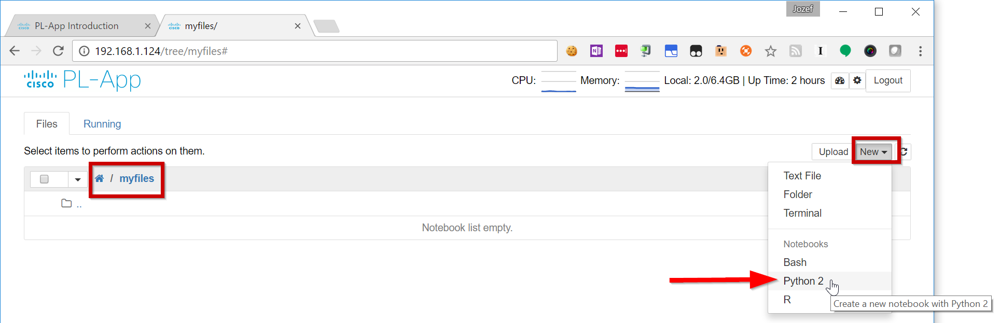 Jozef
PL-App Introduction
myfiles/
192.168.1.124/tree/myfiles#
cisco PL-App
CPU: Memory: Local: 2.0/6.4GB | Up Time: 2 hours Logout
Files Running
Select items to perform actions on them.
Upload New
/ myfiles
..
Notebook list empty.
Text File
Folder
Terminal
Notebooks
Bash
Python 2
R
Create a new notebook with Python 2